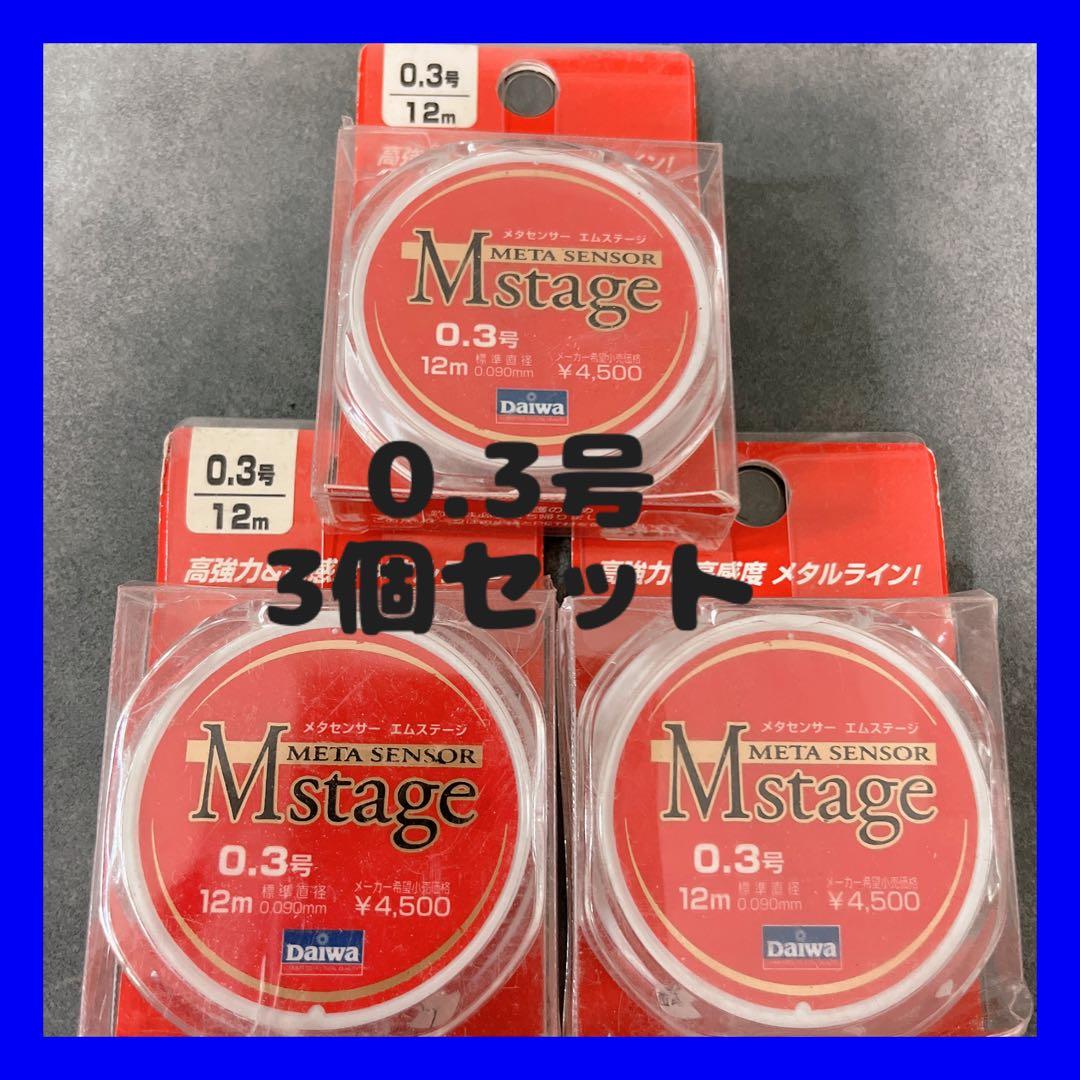 0.3号
12m
高強
ライン!
メタセンサー エムステージ
META SENSOR
Mstage
0.3号
12m 標準直径 0.090mm
メーカー希望小売価格
¥4,500
Daiwa
0.3号
3個セット
0.3号
12m
高強力&
感
高強力
高感度 メタルライン!
メタセンサー エムステージ
META SENSOR
Mstage
0.3号
12m 標準直径 0.090mm
メーカー希望小売価格
¥4,500
Daiwa
メタセンサー エムステージ
META SENSOR
Mstage
0.3号
12m 標準直径 0.090mm
メーカー希望小売価格
¥4,500
Daiwa